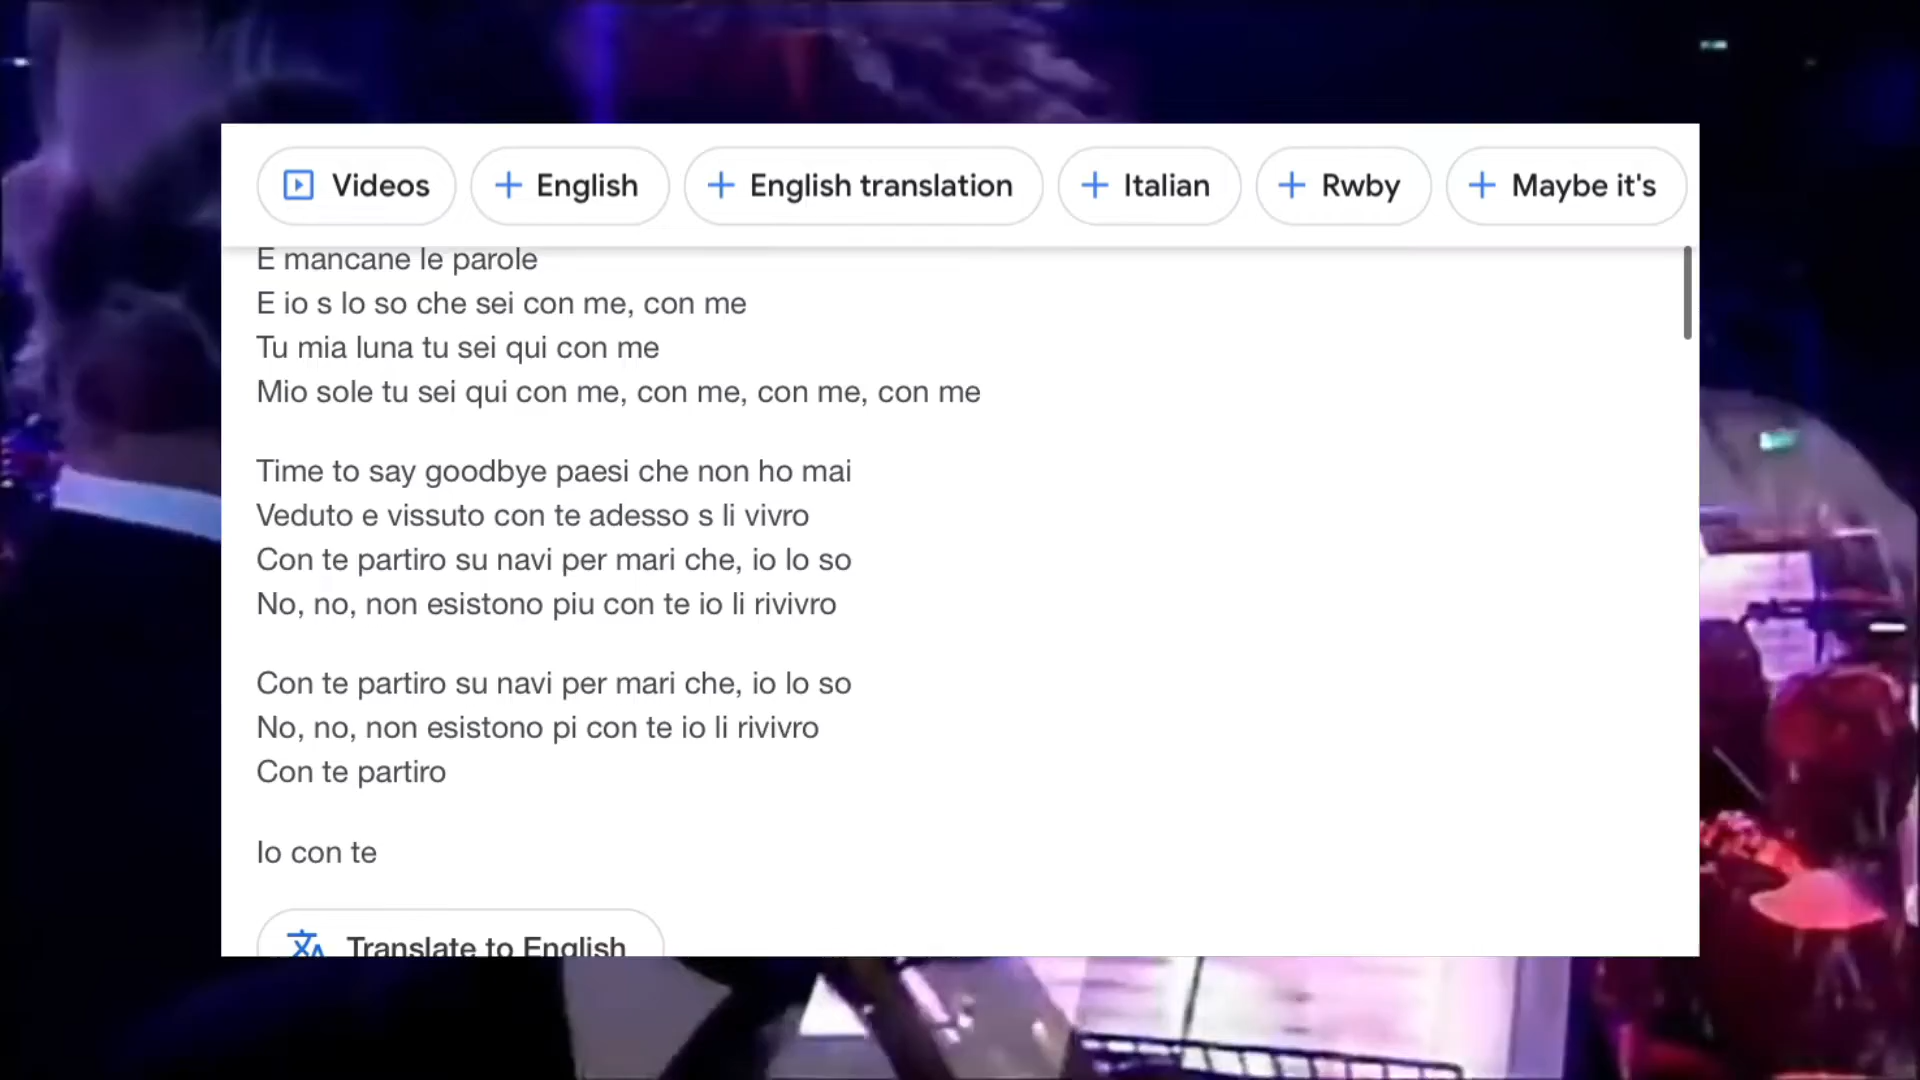 Videos
English
English translation
Italian
Rwby
Maybe it's
E mancane le parole
E io s lo so che sei con me, con me
Tu mia luna tu sei qui con me
Mio sole tu sei qui con me, con me, con me, con me
Time to say goodbye paesi che non ho mai
Veduto e vissuto con te adesso s li vivro
Con te partiro su navi per mari che, io lo so
No, no, non esistono piu con te io li rivivro
Con te partiro su navi per mari che, io lo so
No, no, non esistono pi con te io li rivivro
Con te partiro
Io con te
Translate to English